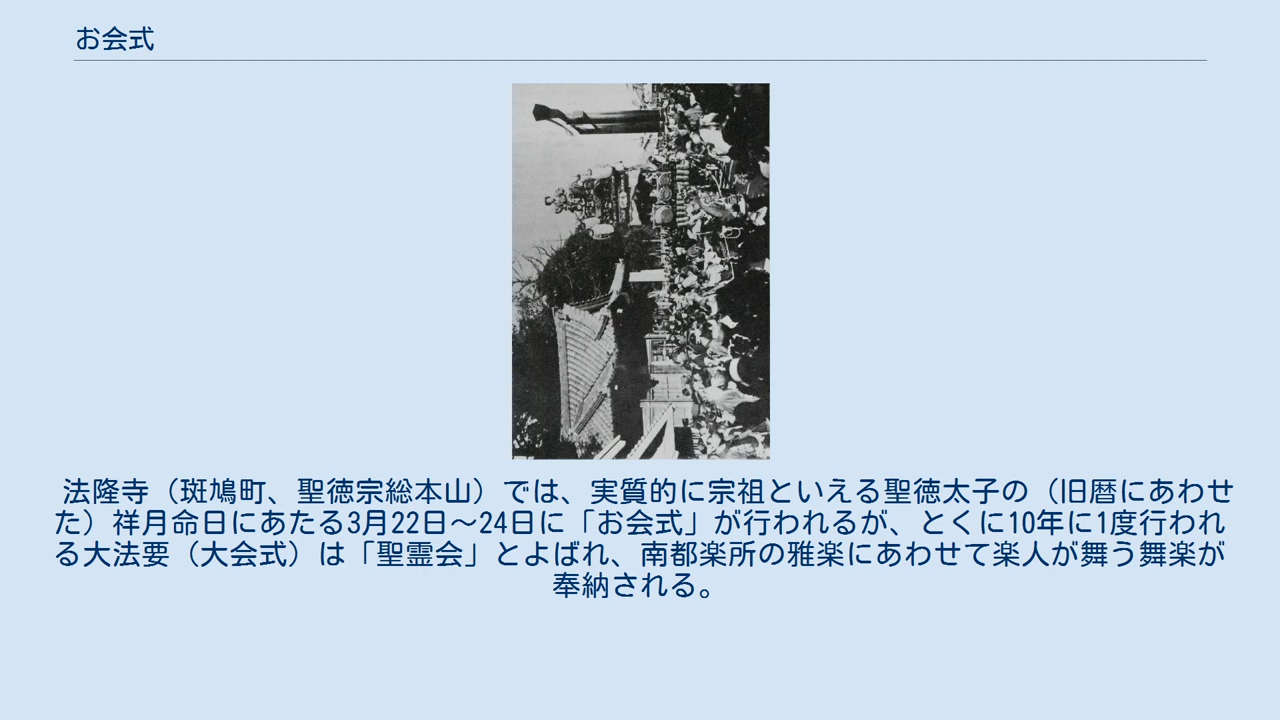 お会式
法隆寺（斑鳩町、聖徳宗総本山）では、実質的に宗祖といえる聖徳太子の（旧暦にあわせ
た）祥月命日にあたる3月22日～24日に「お会式」が行われるが、とくに10年に1度行われ
る大法要（大会式）は「聖霊会」とよばれ、南都楽所の雅楽にあわせて楽人が舞う舞楽が
奉納される。